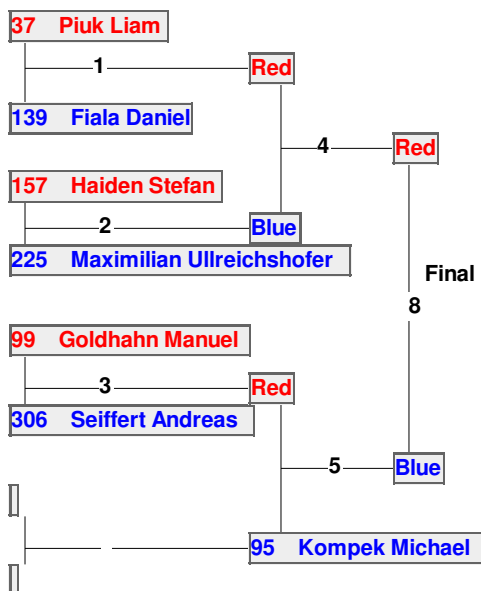 37 Piuk Liam
1 Red
139 Fiala Daniel
4 Red
157 Haiden Stefan
2 Blue
225 Maximilian Ullreichshofer
Final
8
99 Goldhahn Manuel
3 Red
306 Seiffert Andreas
5 Blue
95 Kompek Michael